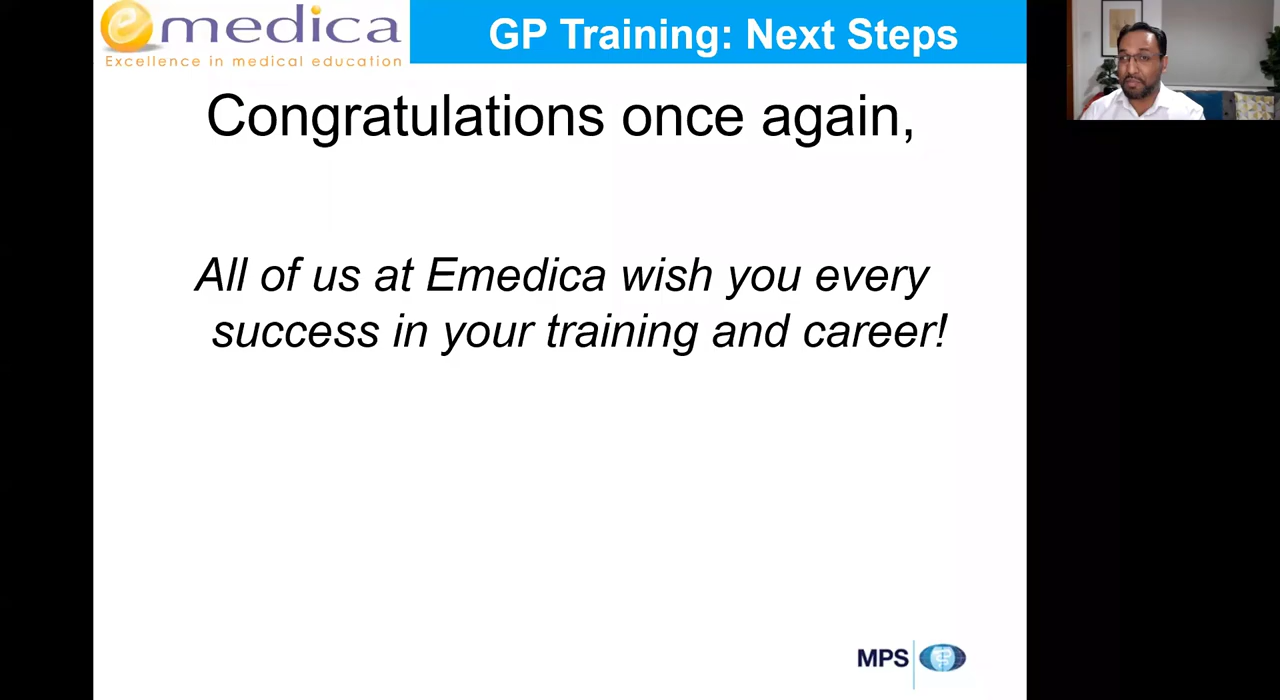 emedica
Excellence in medical education
GP Training: Next Steps
Congratulations once again,
All of us at Emedica wish you every
success in your training and career!
MPS